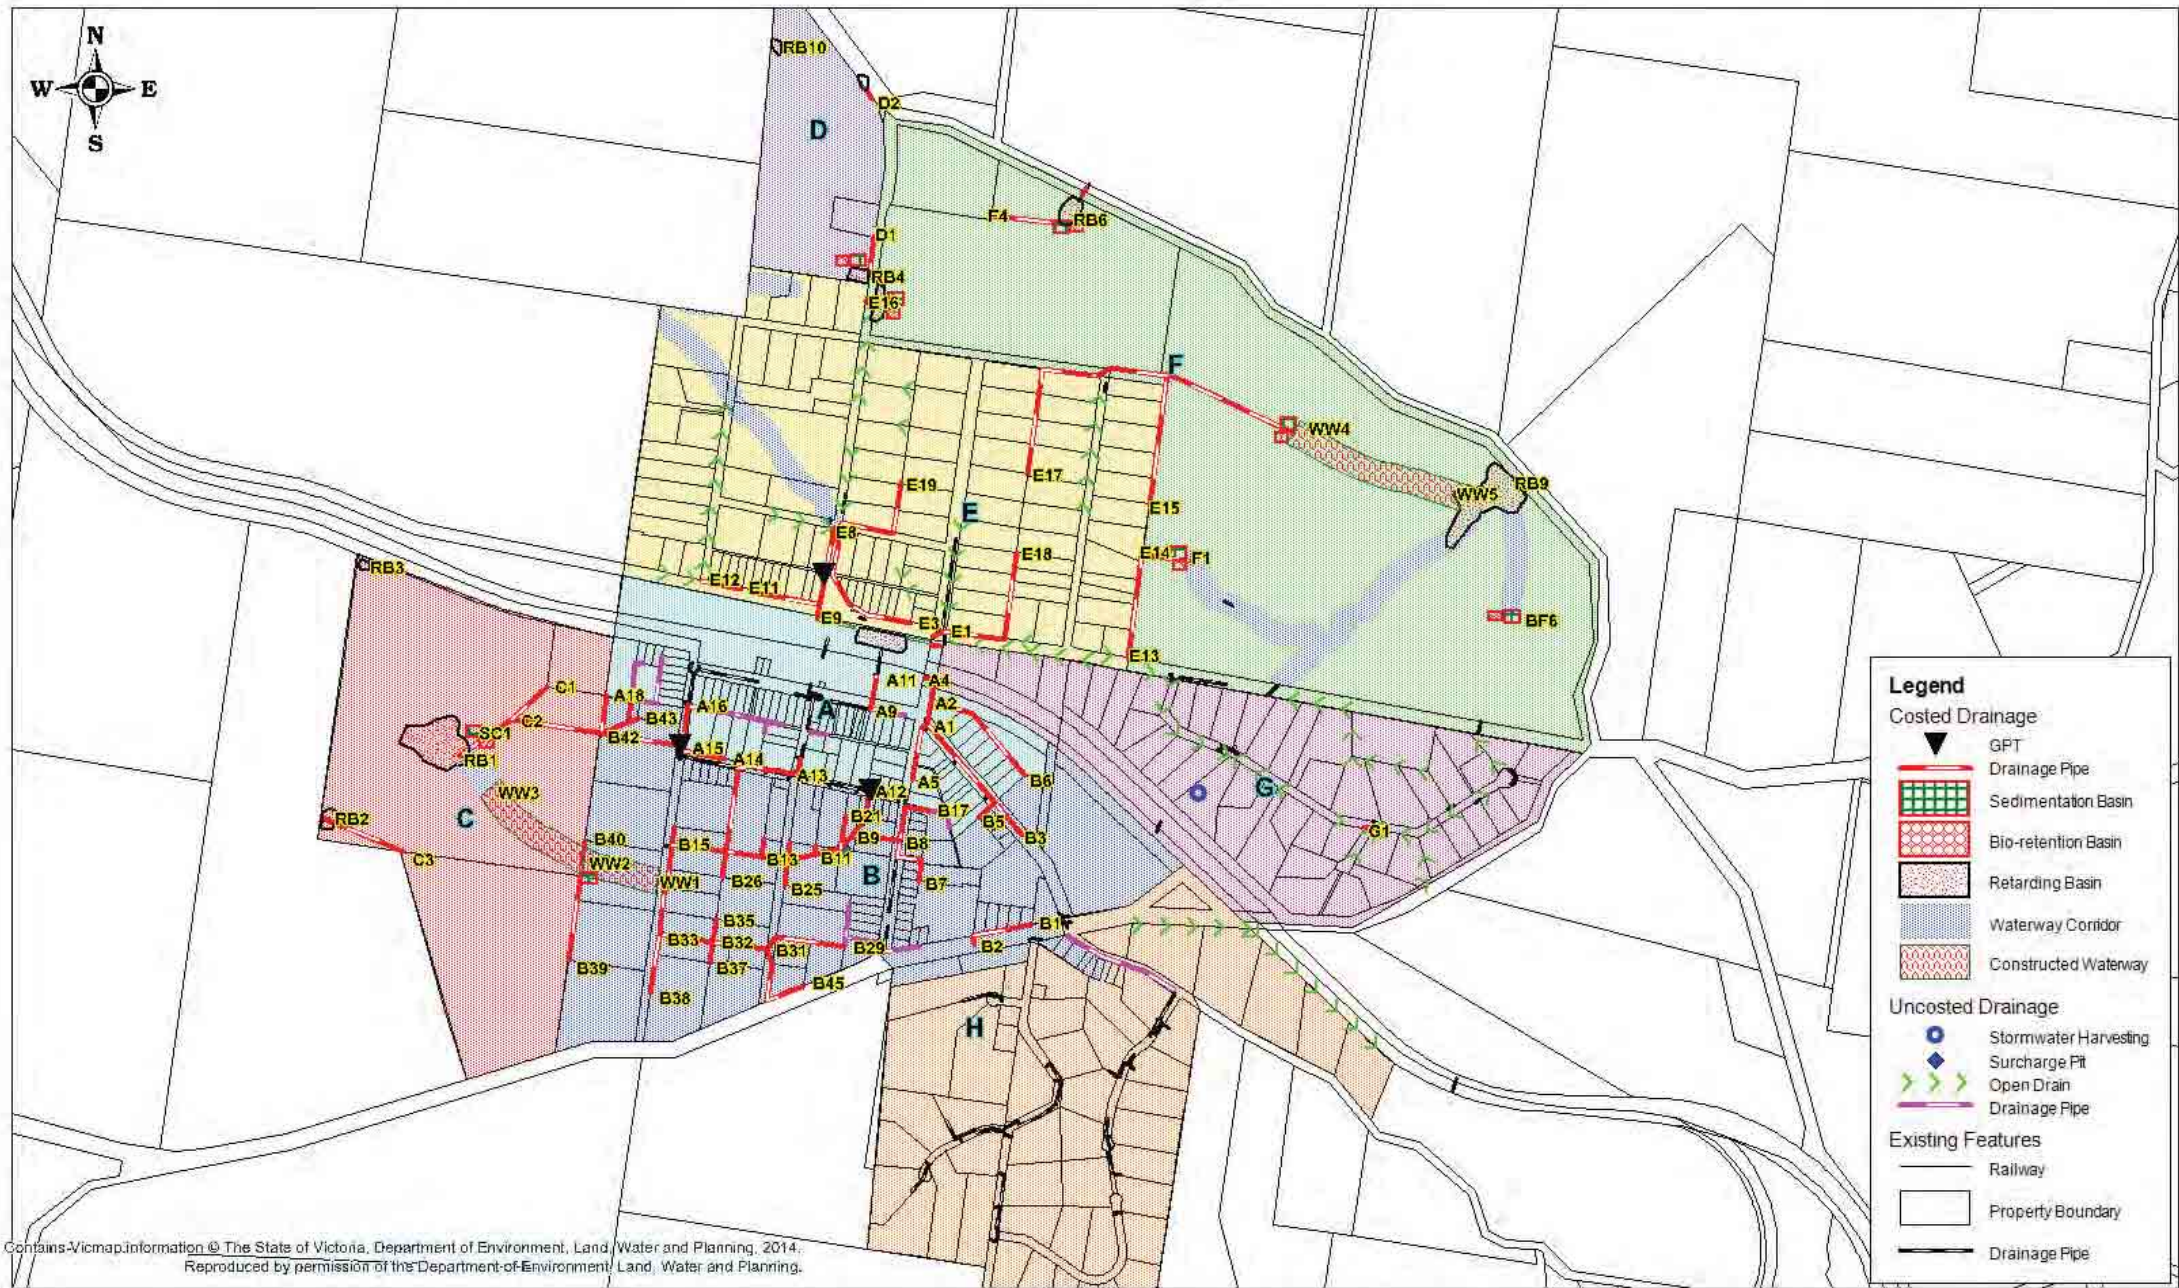 N
W E
S
RB10
D2
D
F4
RB6
D1
RB4
E16
F
WW4
E19
E17
WW5
RB9
E15
E
E8
E18
E14
F1
RB3
E12
E11
E9
E3
E1
BF6
E13
C1
A18
A11
A4
A16
A
A9
A2
C2
B43
A1
SC1
B42
A15
RB1
A14
A13
A5
B6
WW3
A12
G
RB2
C
B21
B17
B5
G1
B40
B15
B9
B8
B3
C3
WW2
B13
B11
WW1
B26
B25
B
B7
B35
B1
B33
B32
B31
B29
B2
B39
B37
B38
B45
H
Legend
Costed Drainage
GPT
Drainage Pipe
Sedimentation Basin
Bio-retention Basin
Retarding Basin
Waterway Corridor
Constructed Waterway
Uncosted Drainage
Stormwater Harvesting
Surcharge Pit
Open Drain
Drainage Pipe
Existing Features
Railway
Property Boundary
Drainage Pipe
Contains Vicmap information © The State of Victoria, Department of Environment, Land, Water and Planning, 2014.
Reproduced by permission of the Department of Environment, Land, Water and Planning.